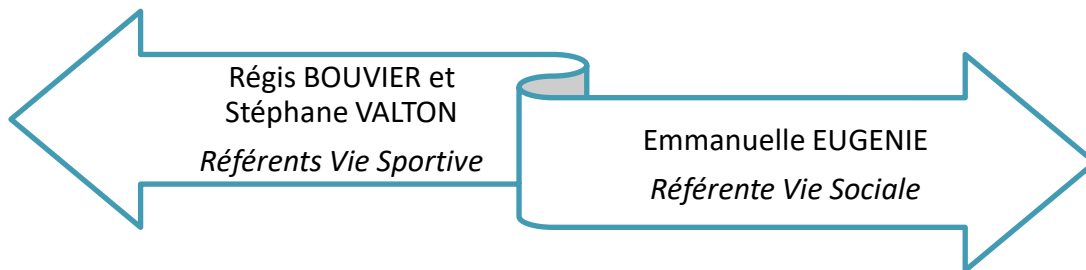 Régis BOUVIER et
Stéphane VALTON
Référents Vie Sportive
Emmanuelle EUGENIE
Référente Vie Sociale